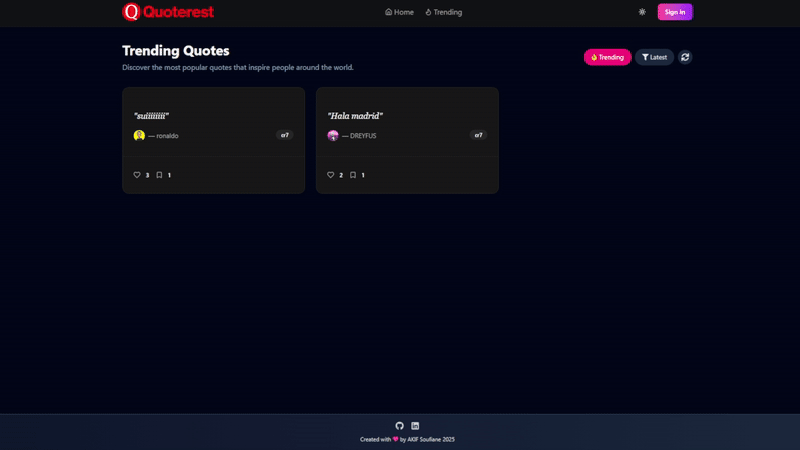 Quoterest
Home
Trending
Sign In
Trending Quotes
Discover the most popular quotes that inspire people around the world.
Trending
Latest
"suiiiiiiii"
— ronaldo
cr7
3
1
"Hala madrid"
— DREYFUS
cr7
2
1
Created with ❤ by AKIF Soufiane 2025